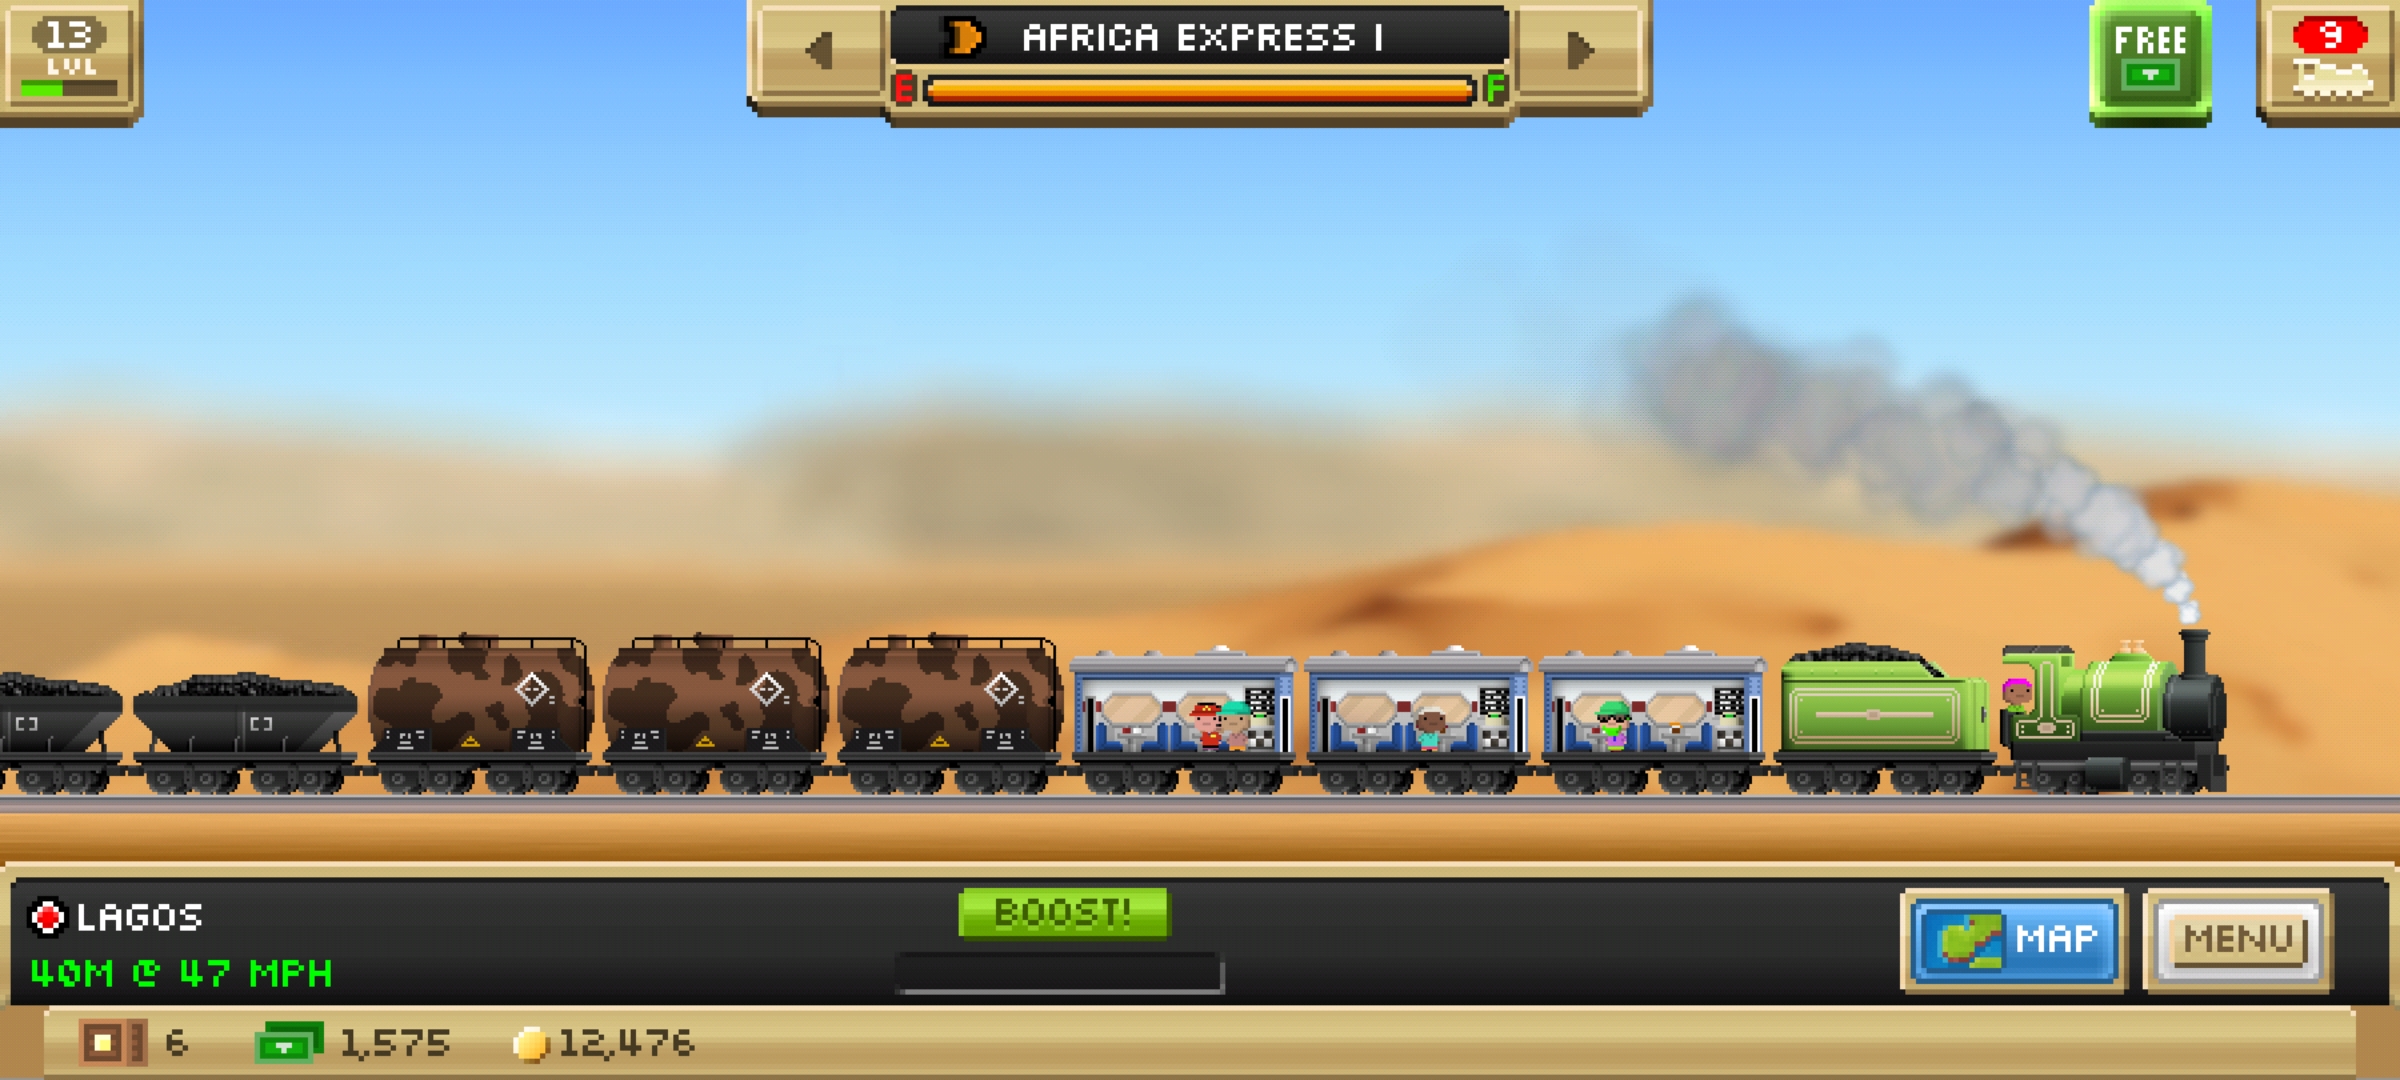 13
LVL
AFRICA EXPRESS I
E F
FREE
9
LAGOS
40M @ 47 MPH
BOOST!
MAP
MENU
6
1,575
12,476